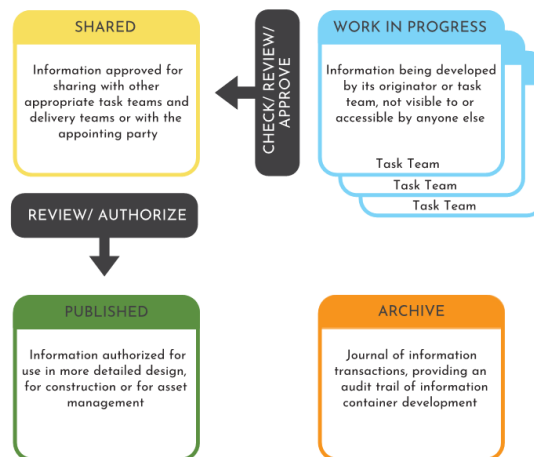 SHARED
Information approved for
sharing with other
appropriate task teams and
delivery teams or with the
appointing party
CHECK/ REVIEW/
APPROVE
WORK IN PROGRESS
Information being developed
by its originator or task
team, not visible to or
accessible by anyone else
Task Team
Task Team
Task Team
REVIEW/ AUTHORIZE
PUBLISHED
Information authorized for
use in more detailed design,
for construction or for asset
management
ARCHIVE
Journal of information
transactions, providing an
audit trail of information
container development